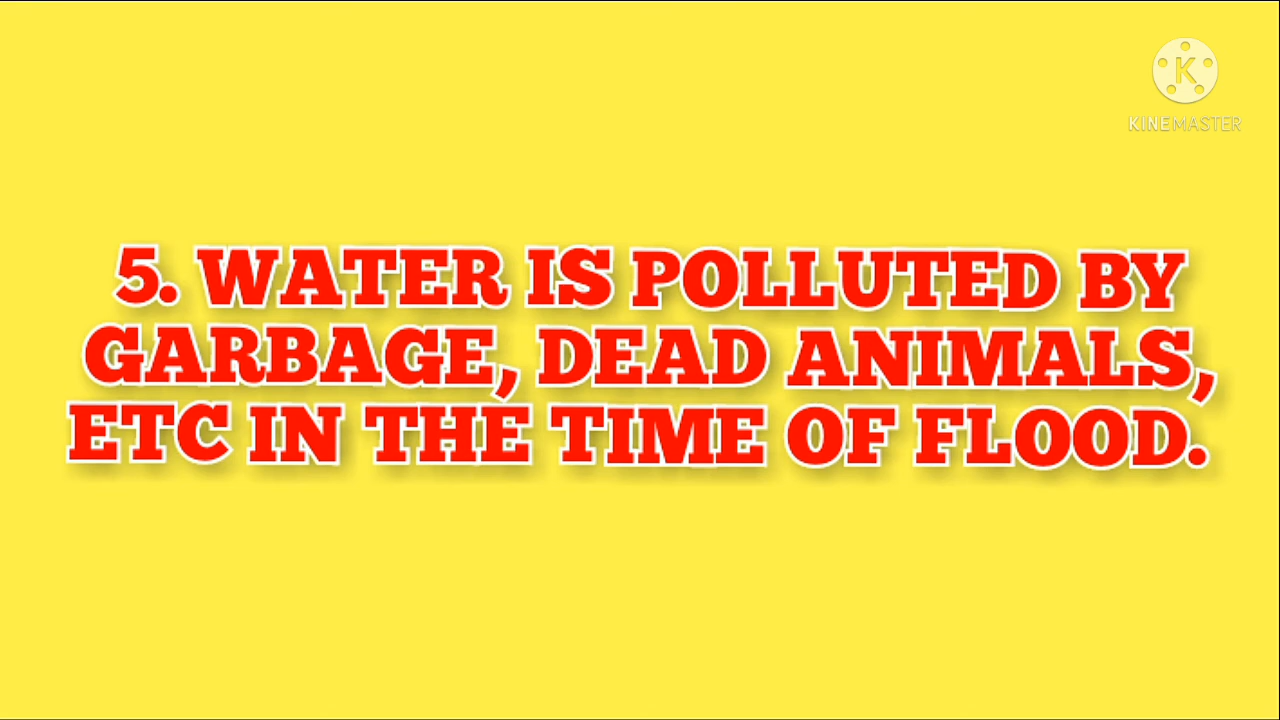 K
KINEMASTER
5. WATER IS POLLUTED BY
GARBAGE, DEAD ANIMALS,
ETC IN THE TIME OF FLOOD.